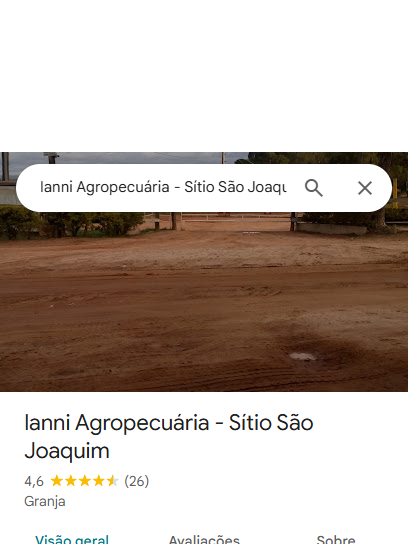 Ianni Agropecuária - Sítio São Joaqu
Ianni Agropecuária - Sítio São
Joaquim
4,6 (26)
Granja
Visão geral Avaliações Sobre